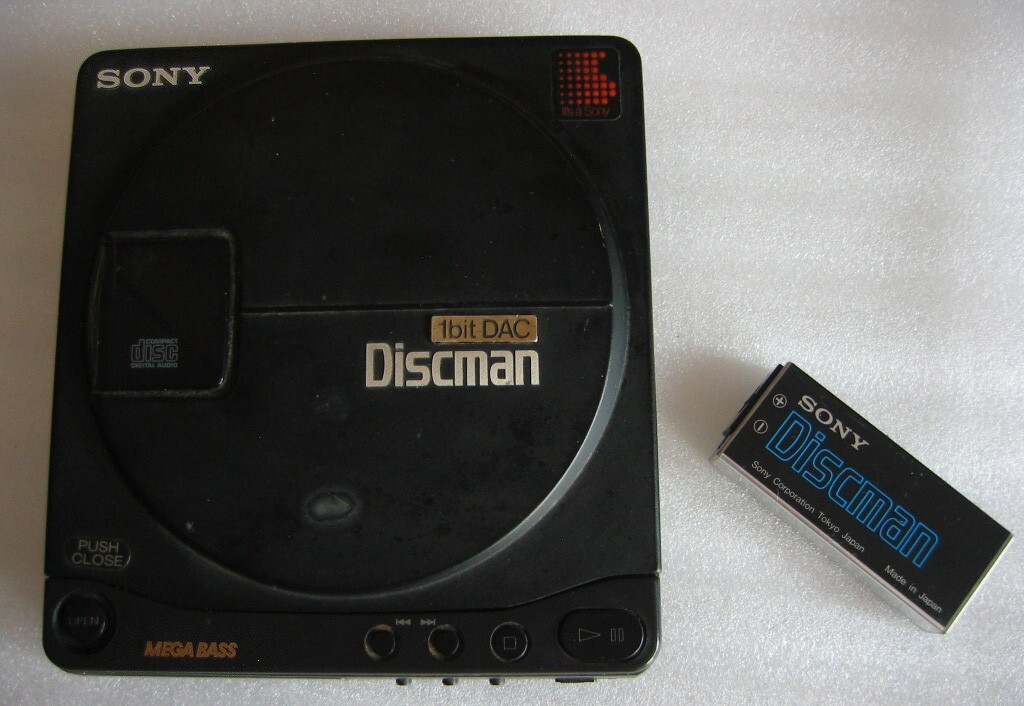 SONY
It's a Sony
1bit DAC
Discman
COMPACT
disc
DIGITAL AUDIO
PUSH
CLOSE
OPEN
MEGA BASS
SONY
Discman
Sony Corporation Tokyo Japan
Made in Japan